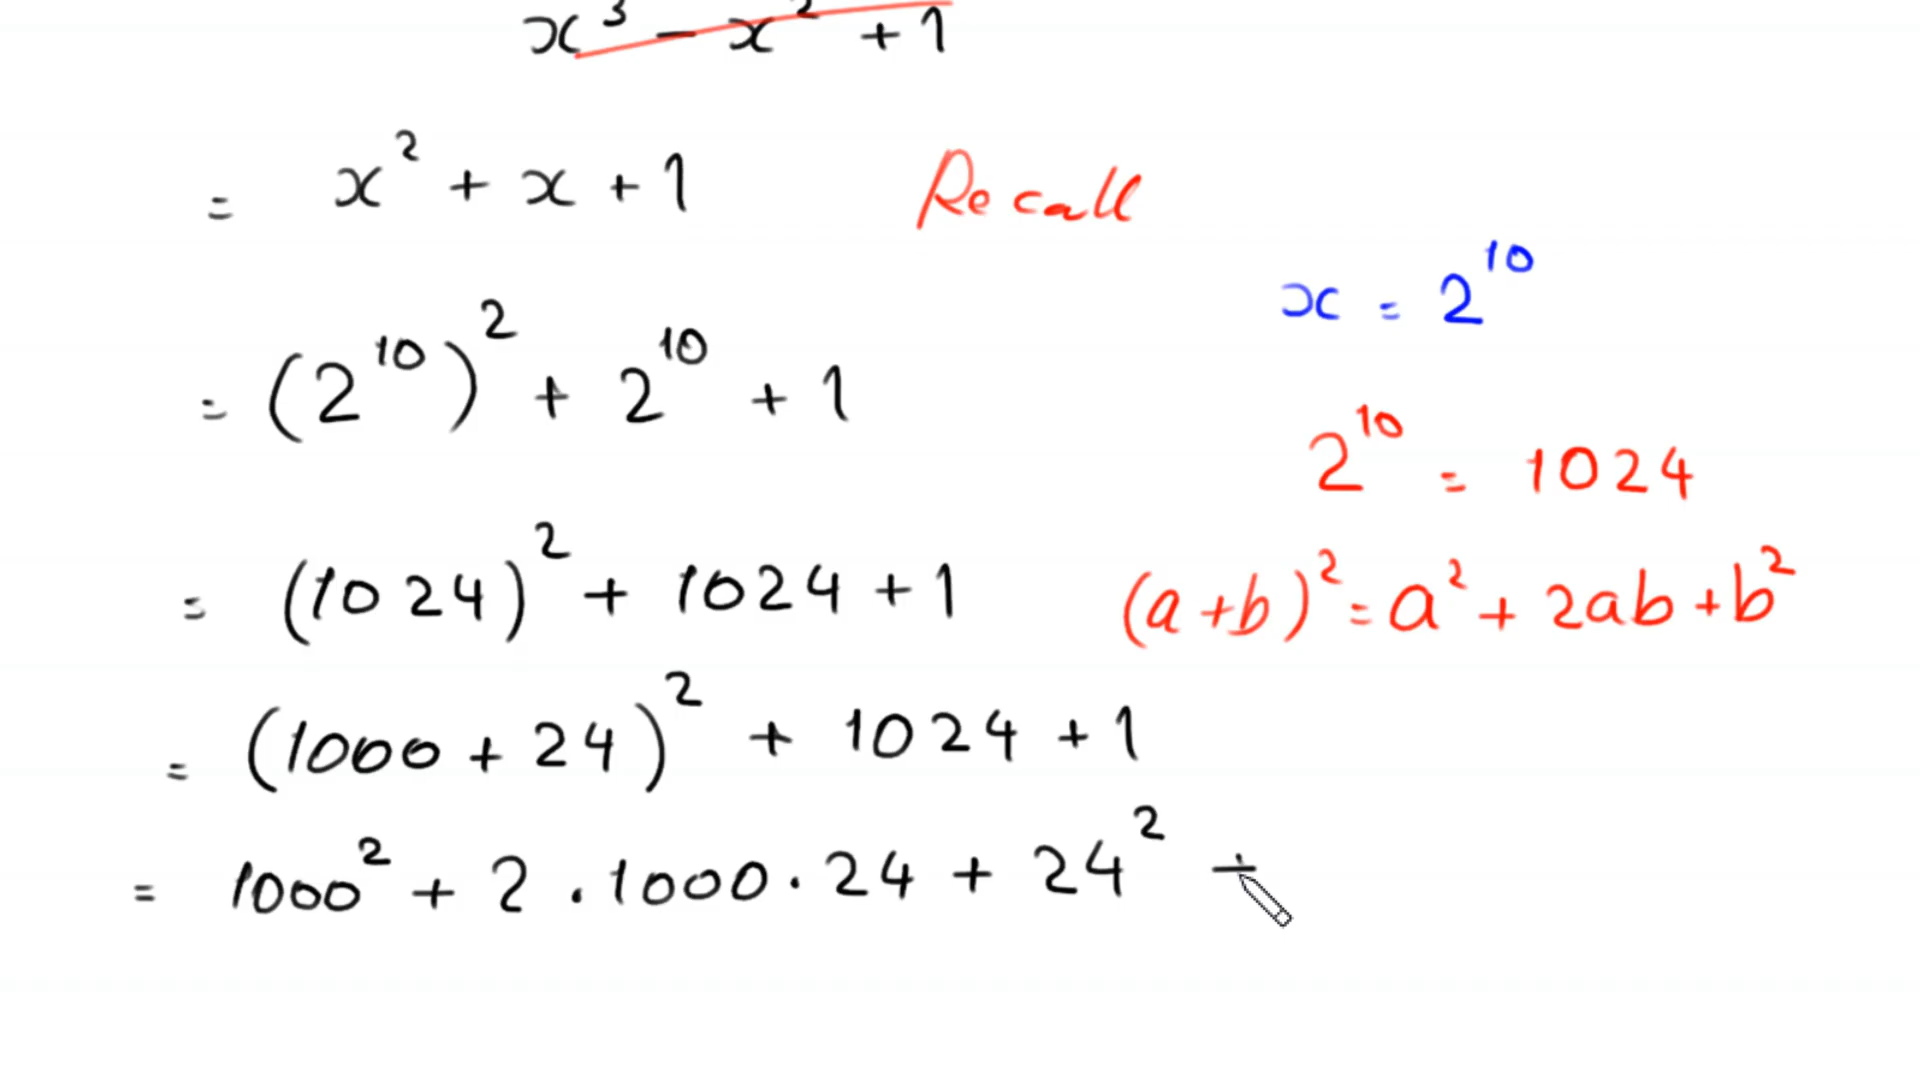 x³ - x² + 1
= x² + x + 1 Recall
x = 2¹⁰
= (2¹⁰)² + 2¹⁰ + 1
2¹⁰ = 1024
= (1024)² + 1024 + 1 (a+b)² = a² + 2ab + b²
= (1000 + 24)² + 1024 + 1
= 1000² + 2 · 1000 · 24 + 24² +